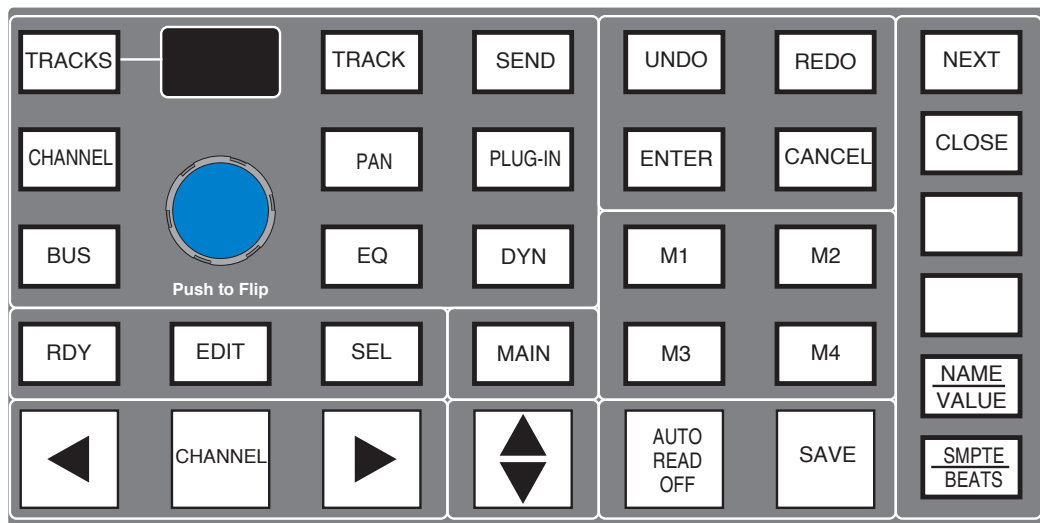 TRACKS
TRACK
SEND
UNDO
REDO
NEXT
CHANNEL
PAN
PLUG-IN
ENTER
CANCEL
CLOSE
BUS
Push to Flip
EQ
DYN
M1
M2
RDY
EDIT
SEL
MAIN
M3
M4
NAME
VALUE
CHANNEL
AUTO
READ
OFF
SAVE
SMPTE
BEATS